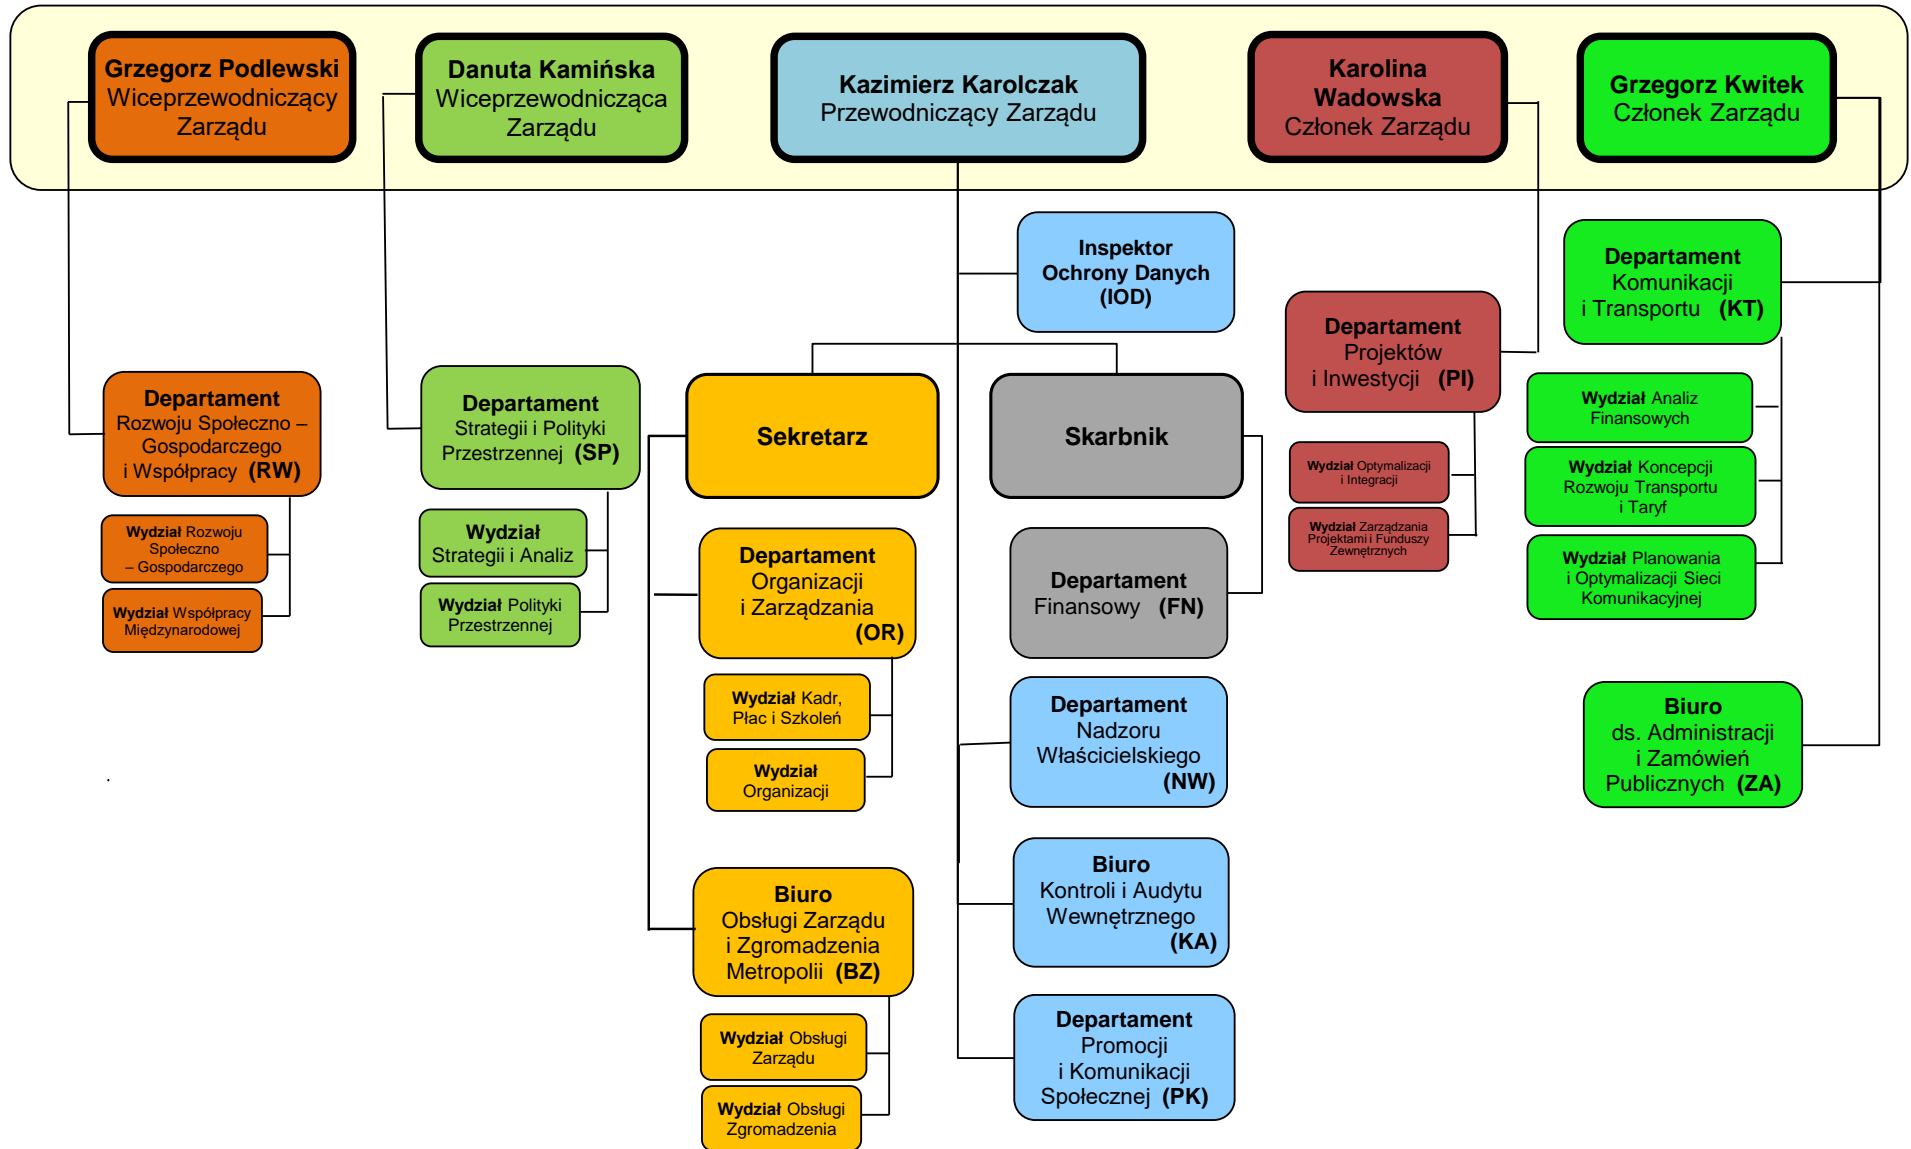 Grzegorz Podlewski
Wiceprzewodniczący
Zarządu
Danuta Kamińska
Wiceprzewodnicząca
Zarządu
Kazimierz Karolczak
Przewodniczący Zarządu
Karolina
Wadowska
Członek Zarządu
Grzegorz Kwitek
Członek Zarządu
Inspektor
Ochrony Danych
(IOD)
Departament
Komunikacji
i Transportu (KT)
Departament
Projektów
i Inwestycji (PI)
Departament
Rozwoju Społeczno –
Gospodarczego
i Współpracy (RW)
Departament
Strategii i Polityki
Przestrzennej (SP)
Sekretarz
Skarbnik
Wydział Analiz
Finansowych
Wydział Optymalizacji
i Integracji
Wydział Koncepcji
Rozwoju Transportu
i Taryf
Wydział Rozwoju
Społeczno
– Gospodarczego
Wydział
Strategii i Analiz
Departament
Organizacji
i Zarządzania
(OR)
Departament
Finansowy (FN)
Wydział Zarządzania
Projektami i Funduszy
Zewnętrznych
Wydział Planowania
i Optymalizacji Sieci
Komunikacyjnej
Wydział Współpracy
Międzynarodowej
Wydział Polityki
Przestrzennej
Wydział Kadr,
Płac i Szkoleń
Departament
Nadzoru
Właścicielskiego
(NW)
Biuro
ds. Administracji
i Zamówień
Publicznych (ZA)
Wydział
Organizacji
.
Biuro
Kontroli i Audytu
Wewnętrznego
(KA)
Biuro
Obsługi Zarządu
i Zgromadzenia
Metropolii (BZ)
Departament
Promocji
i Komunikacji
Społecznej (PK)
Wydział Obsługi
Zarządu
Wydział Obsługi
Zgromadzenia